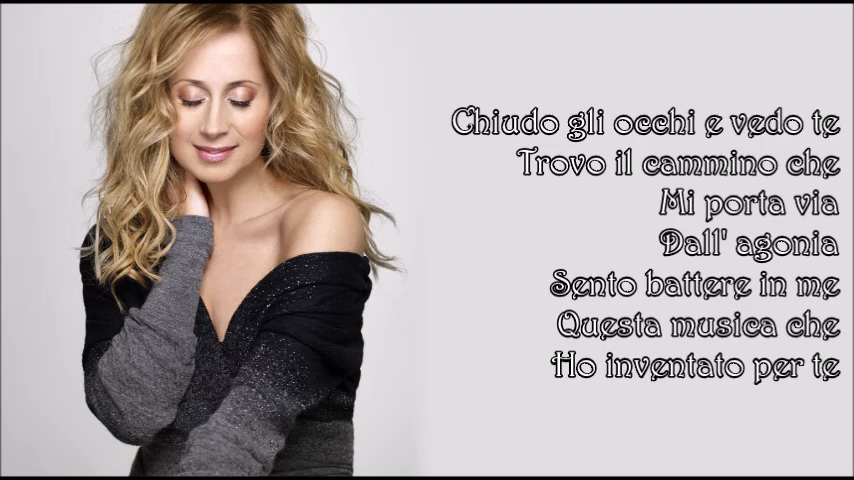 Chiudo gli occhi e vedo te
Trovo il cammino che
Mi porta via
Dall' agonia
Sento battere in me
Questa musica che
Ho inventato per te